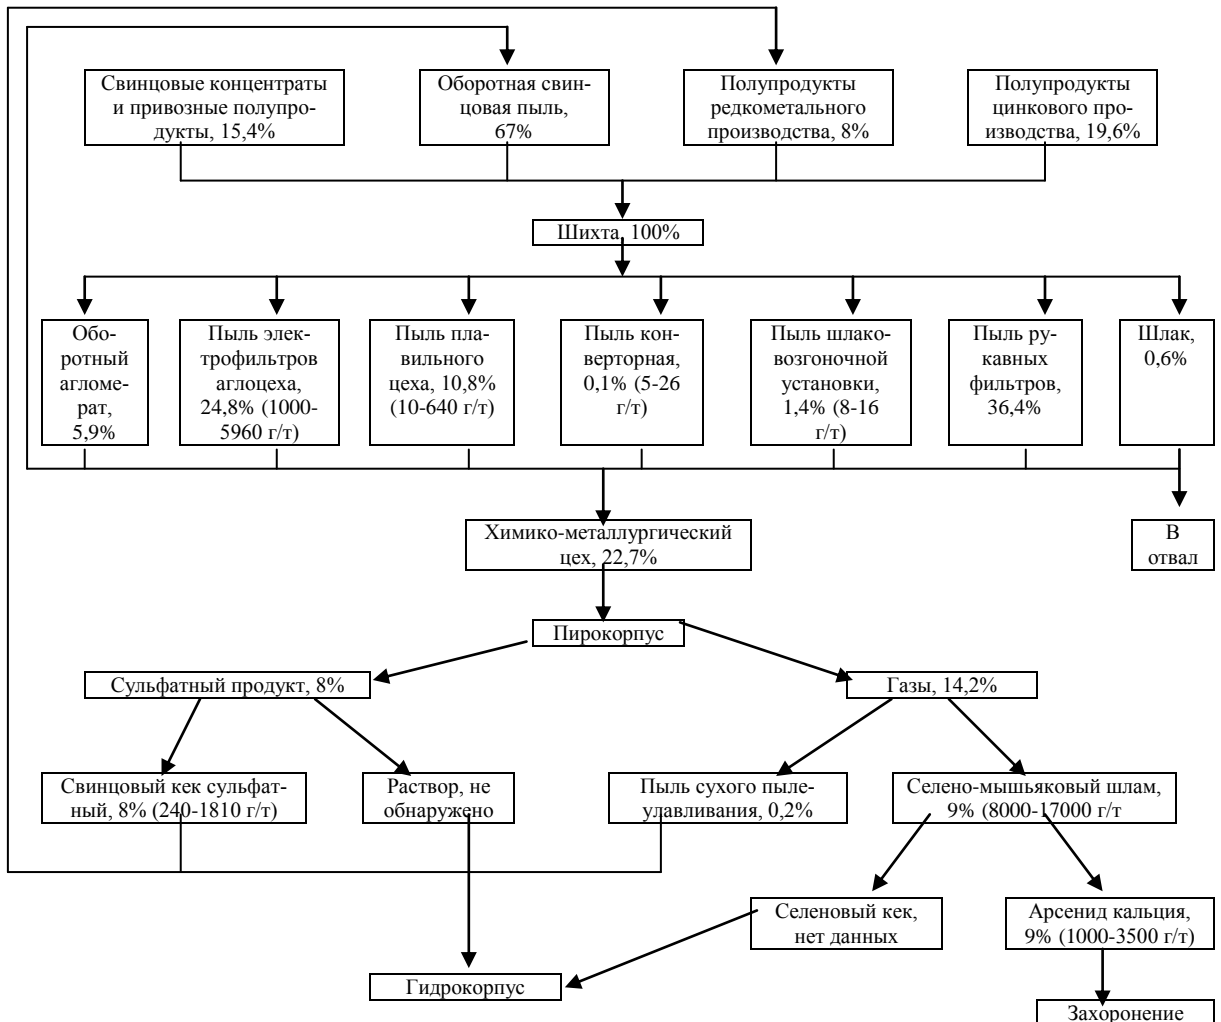 Свинцовые концентраты
и привозные полупро-
дукты, 15,4%
Оборотная свин-
цовая пыль,
67%
Полупродукты
редкометального
производства, 8%
Полупродукты
цинкового про-
изводства, 19,6%
Шихта, 100%
Обо-
ротный
агломе-
рат,
5,9%
Пыль элек-
трофильтров
аглоцеха,
24,8% (1000-
5960 г/т)
Пыль пла-
вильного
цеха, 10,8%
(10-640 г/т)
Пыль кон-
верторная,
0,1% (5-26
г/т)
Пыль шлако-
возгоночной
установки,
1,4% (8-16
г/т)
Пыль ру-
кавных
фильтров,
36,4%
Шлак,
0,6%
Химико-металлургический
цех, 22,7%
В
отвал
Пирокорпус
Сульфатный продукт, 8%
Газы, 14,2%
Свинцовый кек сульфат-
ный, 8% (240-1810 г/т)
Раствор, не
обнаружено
Пыль сухого пыле-
улавливания, 0,2%
Селено-мышьяковый шлам,
9% (8000-17000 г/т
Селеновый кек,
нет данных
Арсенид кальция,
9% (1000-3500 г/т)
Гидрокорпус
Захоронение